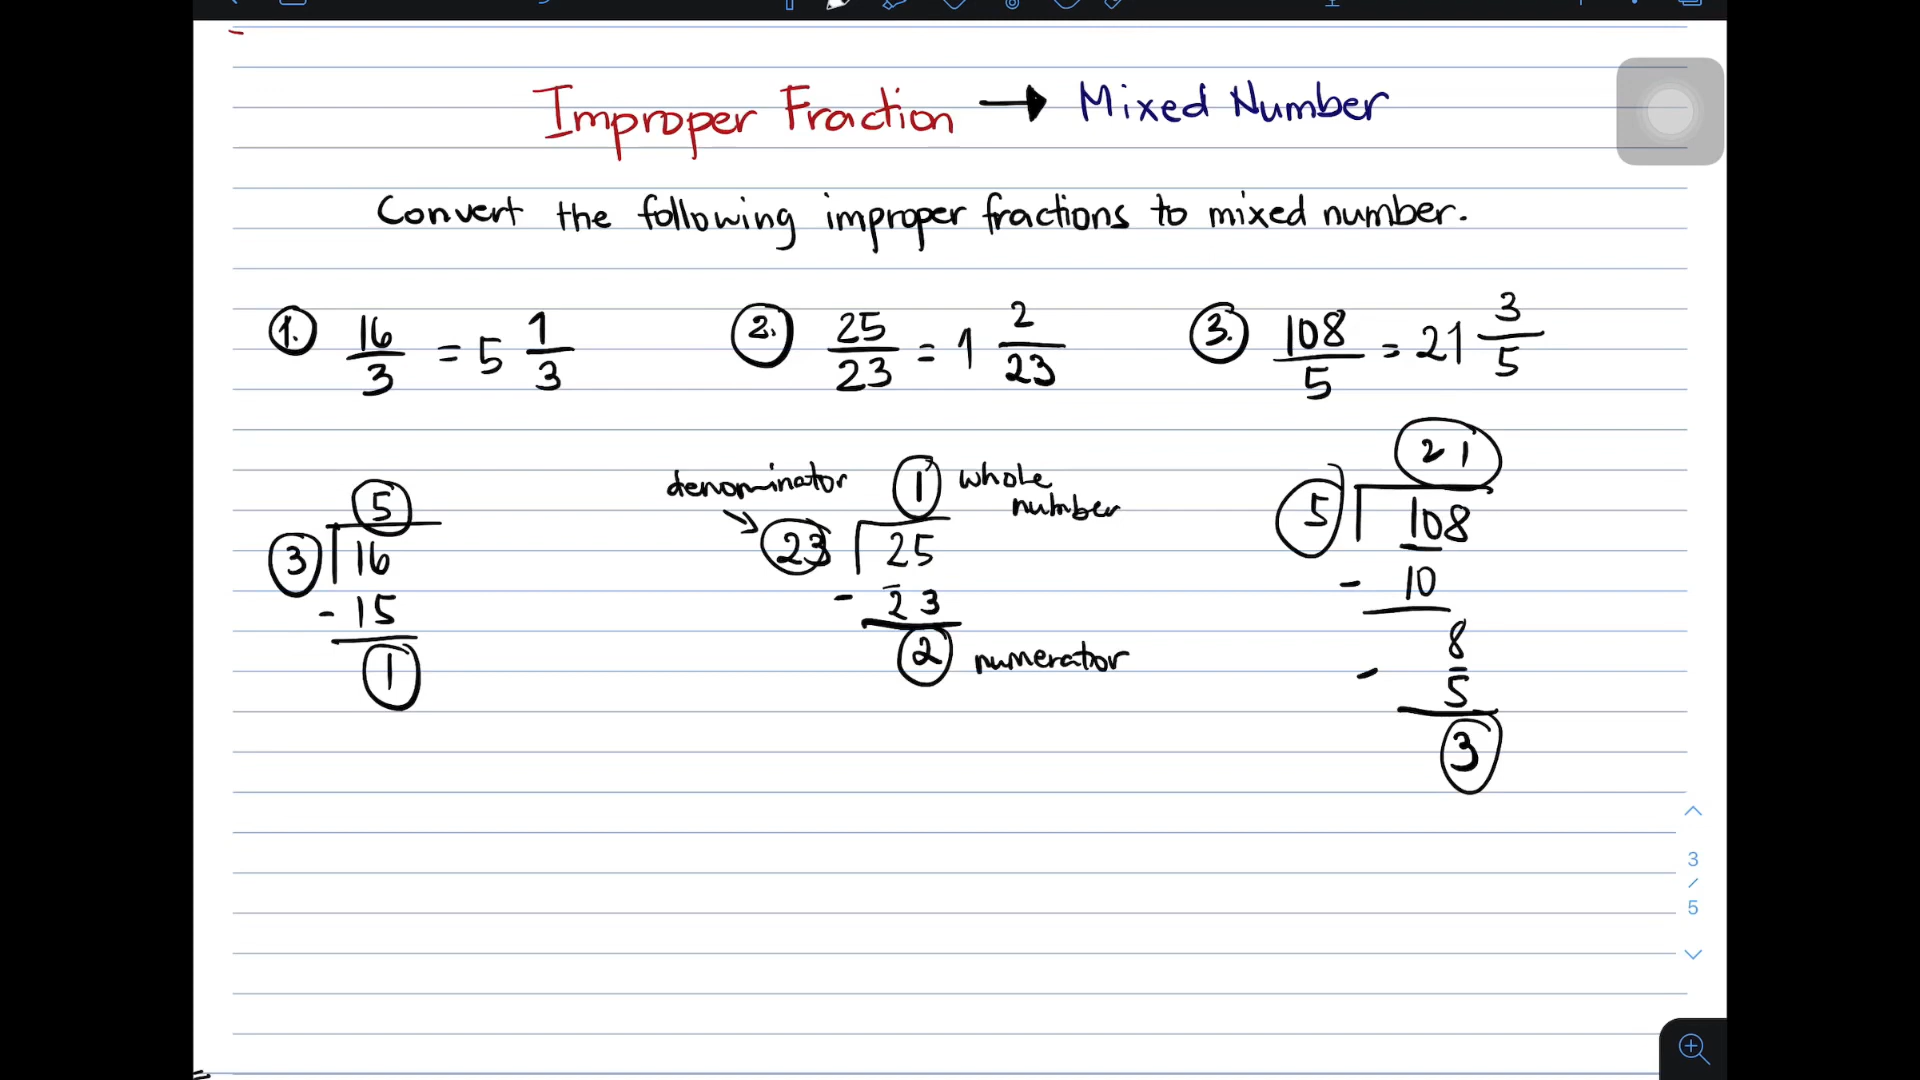 Improper Fraction → Mixed Number
Convert the following improper fractions to mixed number.
1. 16/3 = 5 1/3
2. 25/23 = 1 2/23
3. 108/5 = 21 3/5
5
3 16
- 15
1
denominator 1 whole number
23 25
- 23
2 numerator
21
5 108
- 10
8
- 5
3
3
/
5